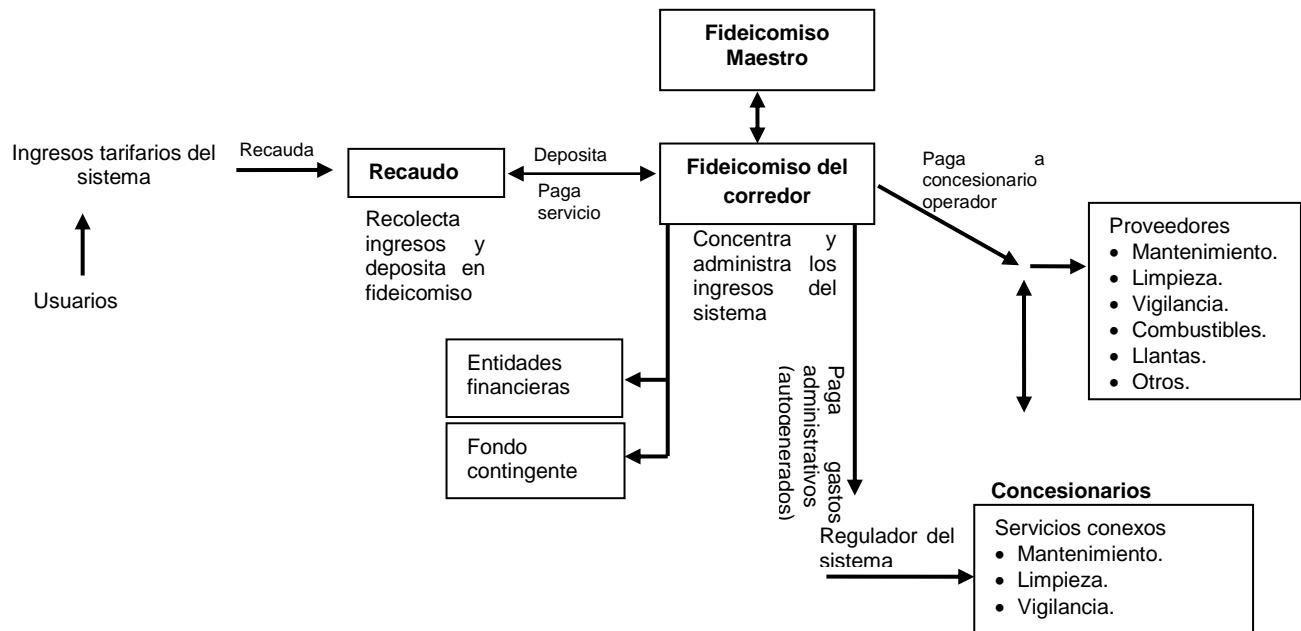 Fideicomiso
Maestro
Ingresos tarifarios del
sistema
Recauda
Recaudo
Deposita
Paga
servicio
Fideicomiso del
corredor
Paga a
concesionario
operador
Recolecta
ingresos y
deposita en
fideicomiso
Concentra y
administra los
ingresos del
sistema
Usuarios
Proveedores
• Mantenimiento.
• Limpieza.
• Vigilancia.
• Combustibles.
• Llantas.
• Otros.
Entidades
financieras
Fondo
contingente
Paga gastos
administrativos
(autogenerados)
Regulador del
sistema
Concesionarios
Servicios conexos
• Mantenimiento.
• Limpieza.
• Vigilancia.